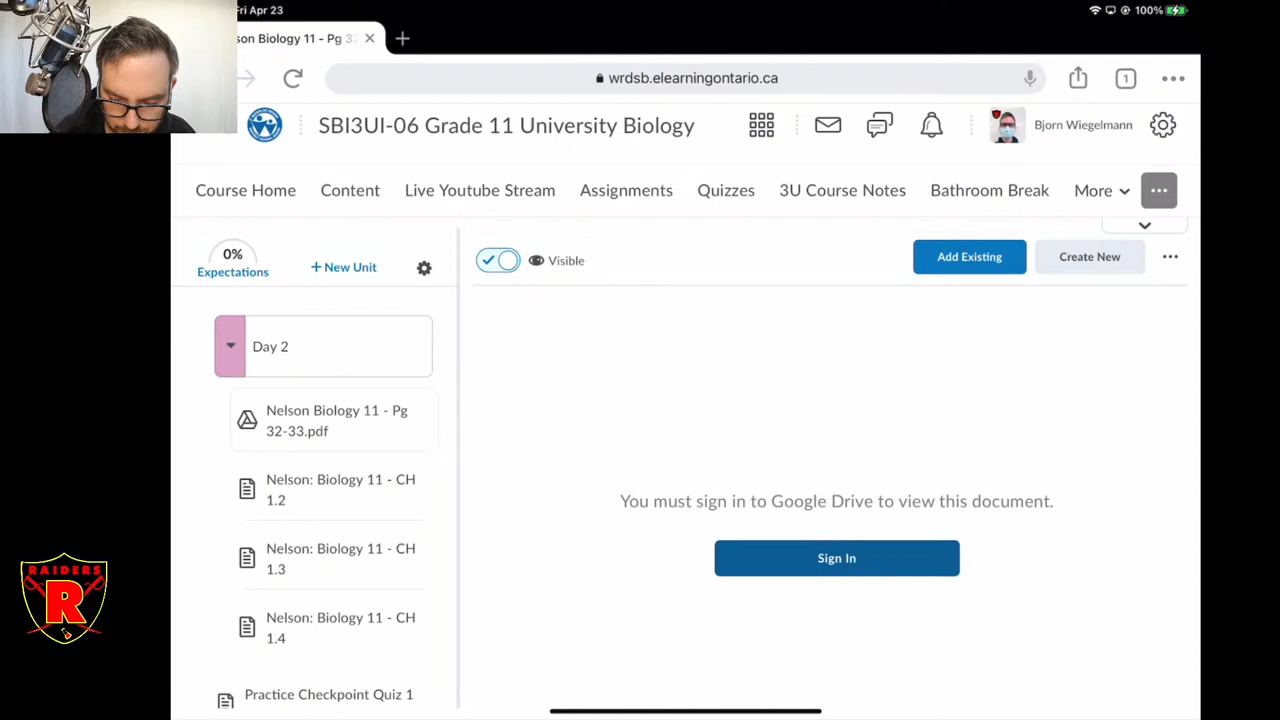 Fri Apr 23
100%
son Biology 11 - Pg 32
wrdsb.elearningontario.ca
1
SBI3UI-06 Grade 11 University Biology
Bjorn Wiegelmann
Course Home Content Live Youtube Stream Assignments Quizzes 3U Course Notes Bathroom Break More
0%
Expectations
+ New Unit
Visible
Add Existing
Create New
Day 2
Nelson Biology 11 - Pg
32-33.pdf
Nelson: Biology 11 - CH
1.2
You must sign in to Google Drive to view this document.
Sign In
Nelson: Biology 11 - CH
1.3
Nelson: Biology 11 - CH
1.4
Practice Checkpoint Quiz 1
RAIDERS
R